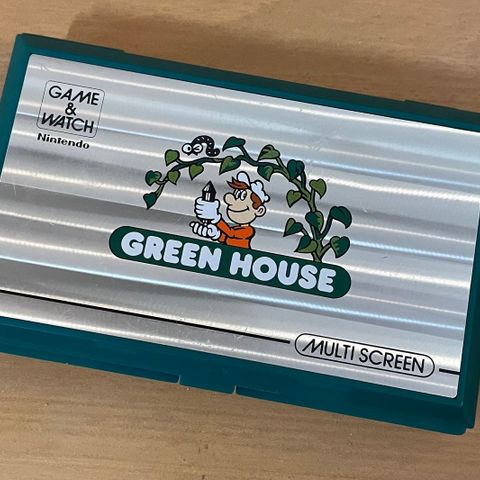 GAME
&
WATCH
Nintendo
GREEN HOUSE
MULTI SCREEN